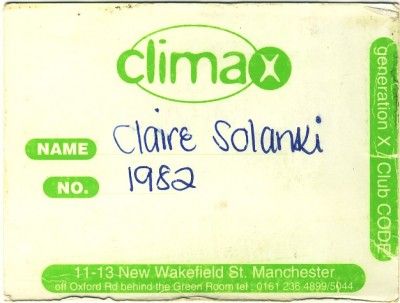 climax
NAME Claire Solanki
NO. 1982
generation X / Club CODE
11-13 New Wakefield St. Manchester
off Oxford Rd behind the Green Room tel : 0161 236 4899/5044